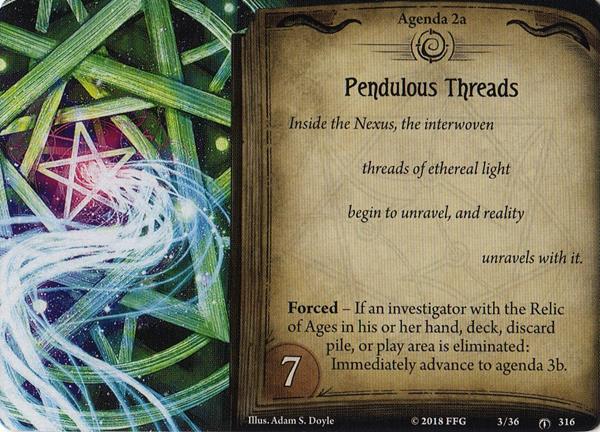 Agenda 2a
Pendulous Threads
Inside the Nexus, the interwoven
threads of ethereal light
begin to unravel, and reality
unravels with it.
Forced – If an investigator with the Relic
of Ages in his or her hand, deck, discard
pile, or play area is eliminated:
Immediately advance to agenda 3b.
7
Illus. Adam S. Doyle © 2018 FFG 3/36 316